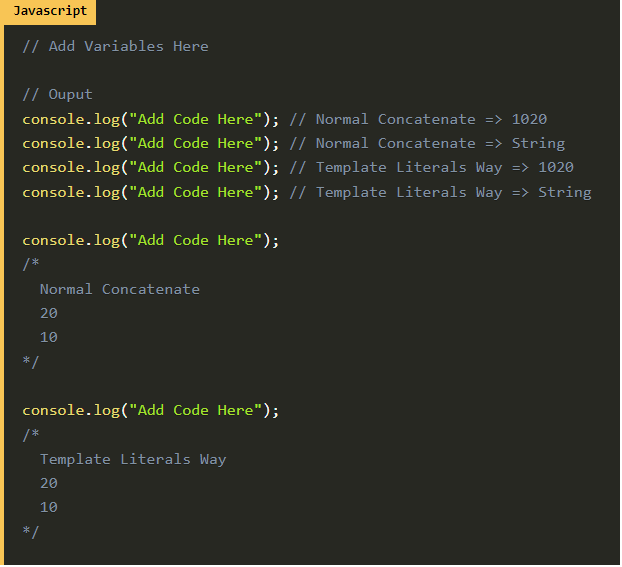 Javascript
// Add Variables Here
// Ouput
console.log("Add Code Here"); // Normal Concatenate => 1020
console.log("Add Code Here"); // Normal Concatenate => String
console.log("Add Code Here"); // Template Literals Way => 1020
console.log("Add Code Here"); // Template Literals Way => String
console.log("Add Code Here");
/*
Normal Concatenate
20
10
*/
console.log("Add Code Here");
/*
Template Literals Way
20
10
*/